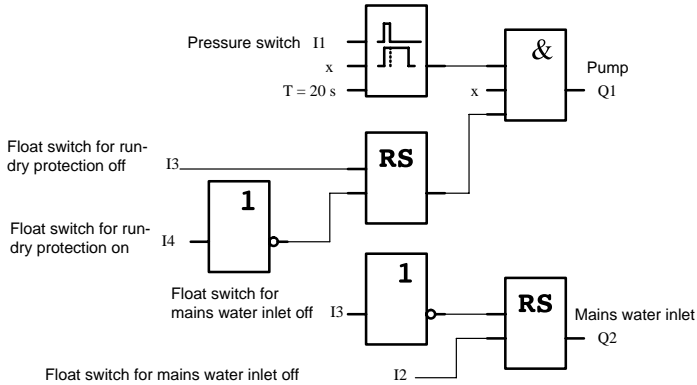 Pressure switch I1
x
T = 20 s
&
x
Pump
Q1
Float switch for run-
dry protection off
I3
RS
1
Float switch for run-
dry protection on
I4
1
Float switch for
mains water inlet off
I3
RS
Mains water inlet
Q2
Float switch for mains water inlet off
I2